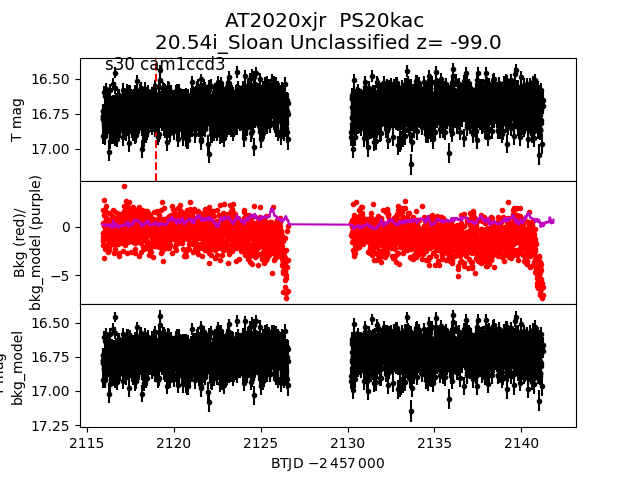 AT2020xjr PS20kac
20.54i_Sloan Unclassified z= -99.0
s30 cam1ccd3
16.50
16.75
17.00
T mag
0
−5
Bkg (red)/
bkg_model (purple)
16.50
16.75
17.00
17.25
bkg_model
2115
2120
2125
2130
2135
2140
BTJD −2 457 000